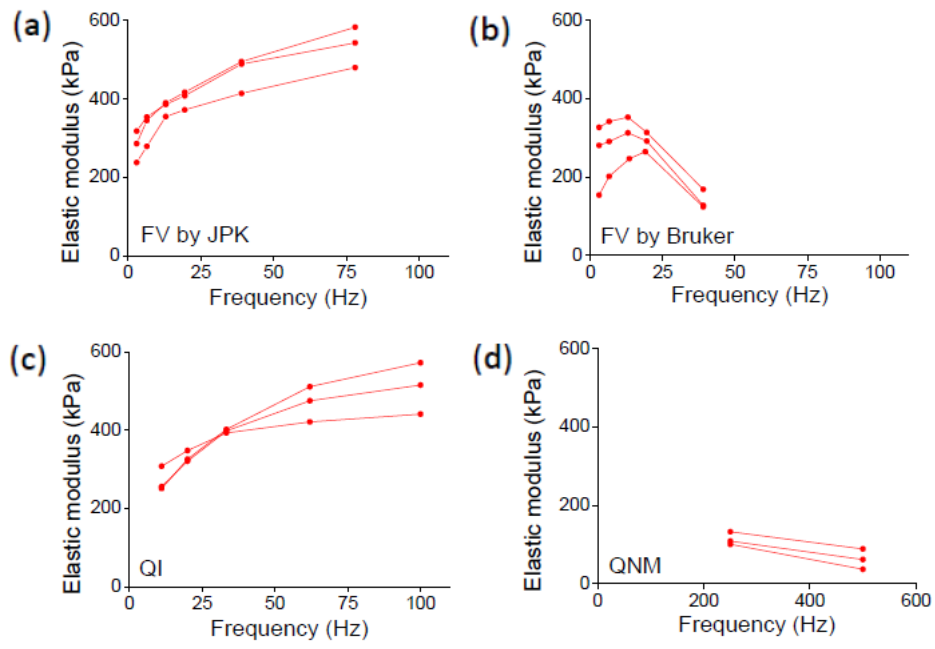 (a)
Elastic modulus (kPa)
600
400
200
0
FV by JPK
0 25 50 75 100
Frequency (Hz)
(b)
Elastic modulus (kPa)
600
400
200
0
FV by Bruker
0 25 50 75 100
Frequency (Hz)
(c)
Elastic modulus (kPa)
600
400
200
0
QI
0 25 50 75 100
Frequency (Hz)
(d)
Elastic modulus (kPa)
600
400
200
0
QNM
0 200 400 600
Frequency (Hz)